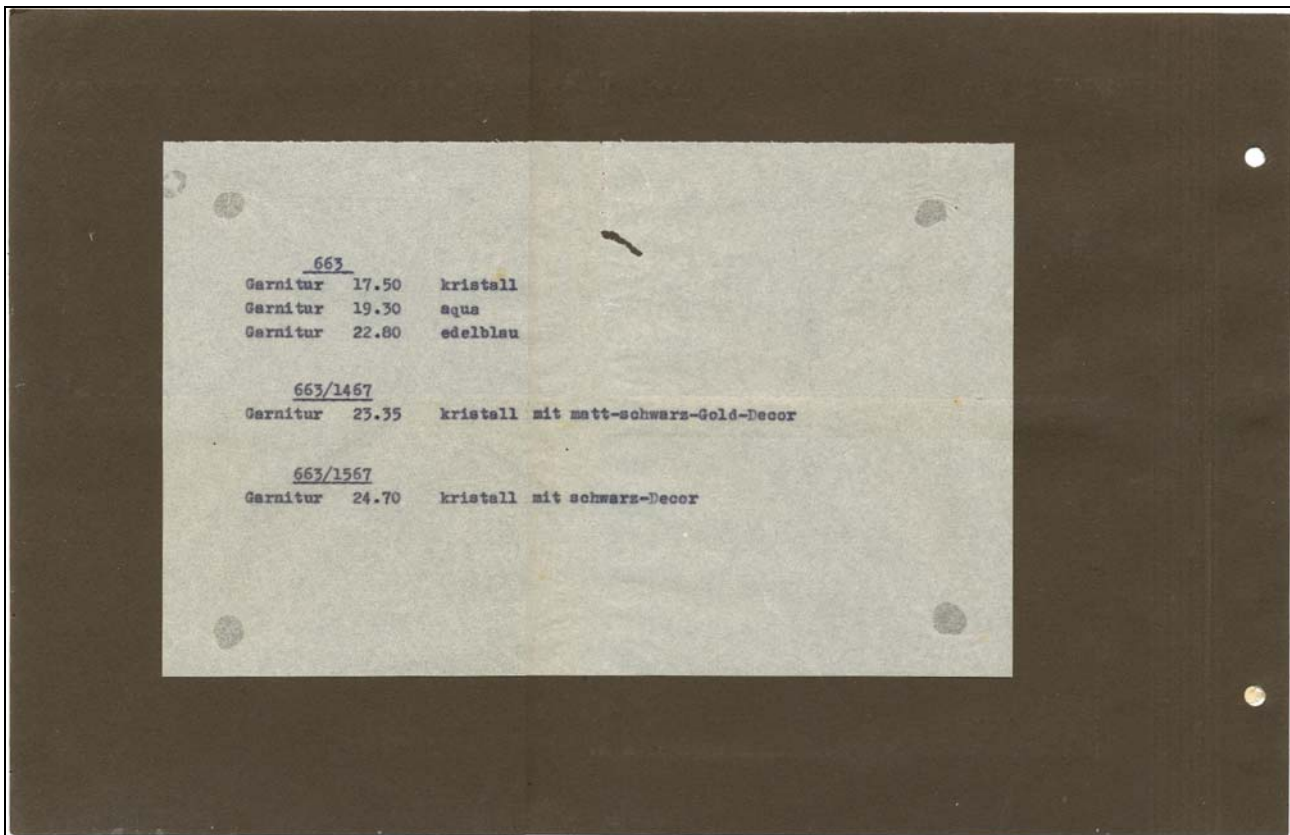 663
Garnitur 17.50 kristall
Garnitur 19.30 aqua
Garnitur 22.80 edelblau
663/1467
Garnitur 23.35 kristall mit matt-schwarz-Gold-Decor
663/1567
Garnitur 24.70 kristall mit schwarz-Decor